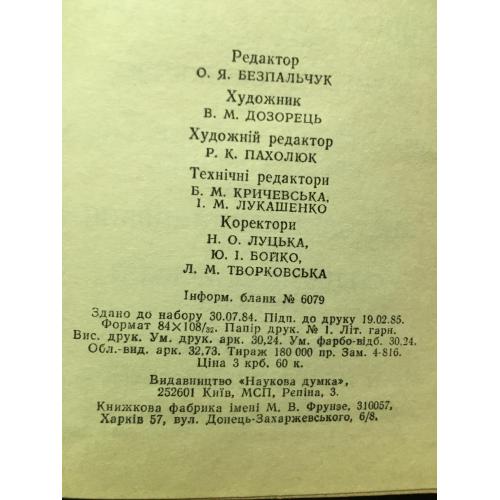 Редактор
О. Я. БЕЗПАЛЬЧУК
Художник
В. М. ДОЗОРЕЦЬ
Художній редактор
Р. К. ПАХОЛЮК
Технічні редактори
Б. М. КРИЧЕВСЬКА,
І. М. ЛУКАШЕНКО
Коректори
Н. О. ЛУЦЬКА,
Ю. І. БОЙКО,
Л. М. ТВОРКОВСЬКА
Інформ. бланк № 6079
Здано до набору 30.07.84. Підп. до друку 19.02.85.
Формат 84×108/32. Папір друк. № 1. Літ. гарн.
Вис. друк. Ум. друк. арк. 30,24. Ум. фарбо-відб. 30.24.
Обл.-вид. арк. 32,73. Тираж 180 000 пр. Зам. 4-816.
Ціна 3 крб. 60 к.
Видавництво «Наукова думка»,
252601 Київ, МСП, Репіна, 3.
Книжкова фабрика імені М. В. Фрунзе, 310057,
Харків 57, вул. Донець-Захаржевського, 6/8.